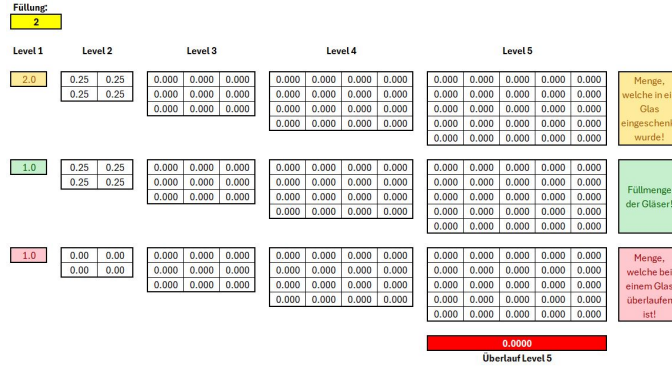 Füllung:
2
Level 1 Level 2 Level 3 Level 4 Level 5
2.0 0.25 0.25 0.000 0.000 0.000 0.000 0.000 0.000 0.000 0.000 0.000 0.000 0.000 0.000 Menge,
0.25 0.25 0.000 0.000 0.000 0.000 0.000 0.000 0.000 0.000 0.000 0.000 0.000 0.000 welche in ei
0.000 0.000 0.000 0.000 0.000 0.000 0.000 0.000 0.000 0.000 0.000 0.000 Glas
0.000 0.000 0.000 0.000 0.000 0.000 0.000 0.000 0.000 eingeschenk
0.000 0.000 0.000 0.000 0.000 wurde!
1.0 0.25 0.25 0.000 0.000 0.000 0.000 0.000 0.000 0.000 0.000 0.000 0.000 0.000 0.000
0.25 0.25 0.000 0.000 0.000 0.000 0.000 0.000 0.000 0.000 0.000 0.000 0.000 0.000
0.000 0.000 0.000 0.000 0.000 0.000 0.000 0.000 0.000 0.000 0.000 0.000 Füllmenge
0.000 0.000 0.000 0.000 0.000 0.000 0.000 0.000 0.000 der Gläser!
0.000 0.000 0.000 0.000 0.000
1.0 0.00 0.00 0.000 0.000 0.000 0.000 0.000 0.000 0.000 0.000 0.000 0.000 0.000 0.000 Menge,
0.00 0.00 0.000 0.000 0.000 0.000 0.000 0.000 0.000 0.000 0.000 0.000 0.000 0.000 welche bei
0.000 0.000 0.000 0.000 0.000 0.000 0.000 0.000 0.000 0.000 0.000 0.000 einem Glas
0.000 0.000 0.000 0.000 0.000 0.000 0.000 0.000 0.000 überlaufen
0.000 0.000 0.000 0.000 0.000 ist!
0.0000
Überlauf Level 5